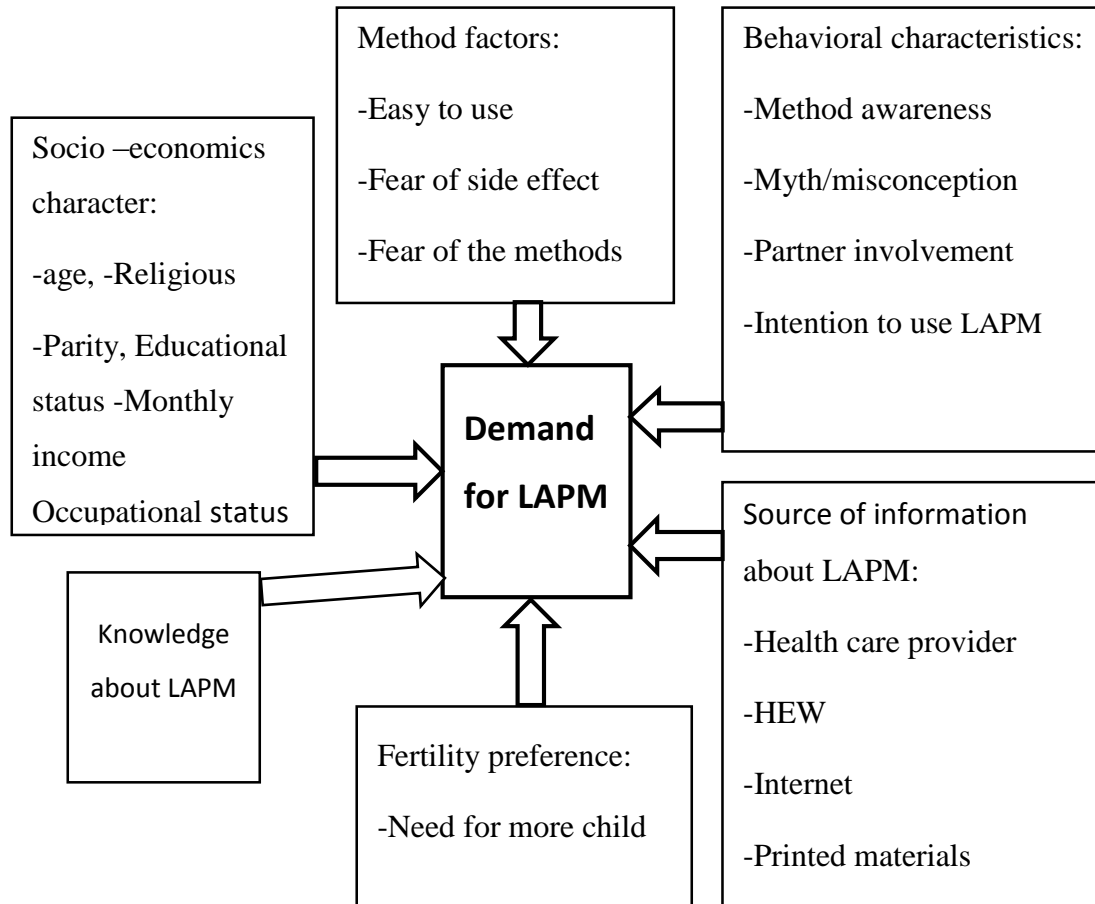 Method factors:
-Easy to use
-Fear of side effect
-Fear of the methods
Behavioral characteristics:
-Method awareness
-Myth/misconception
-Partner involvement
-Intention to use LAPM
Socio –economics
character:
-age, -Religious
-Parity, Educational
status -Monthly
income
Occupational status
Demand
for LAPM
Source of information
about LAPM:
-Health care provider
-HEW
-Internet
-Printed materials
Knowledge
about LAPM
Fertility preference:
-Need for more child